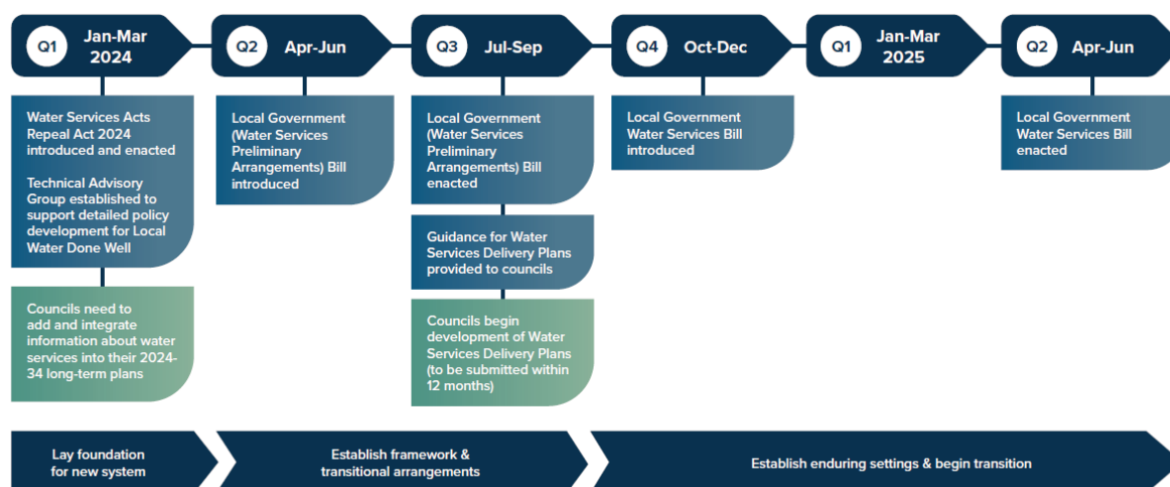 Q1
Jan-Mar
2024
Q2
Apr-Jun
Q3
Jul-Sep
Q4
Oct-Dec
Q1
Jan-Mar
2025
Q2
Apr-Jun
Water Services Acts
Repeal Act 2024
introduced and enacted
Technical Advisory
Group established to
support detailed policy
development for Local
Water Done Well
Councils need to
add and integrate
information about water
services into their 2024-
34 long-term plans
Local Government
(Water Services
Preliminary
Arrangements) Bill
introduced
Local Government
(Water Services
Preliminary
Arrangements) Bill
enacted
Guidance for Water
Services Delivery Plans
provided to councils
Councils begin
development of Water
Services Delivery Plans
(to be submitted within
12 months)
Local Government
Water Services Bill
introduced
Local Government
Water Services Bill
enacted
Lay foundation
for new system
Establish framework &
transitional arrangements
Establish enduring settings & begin transition